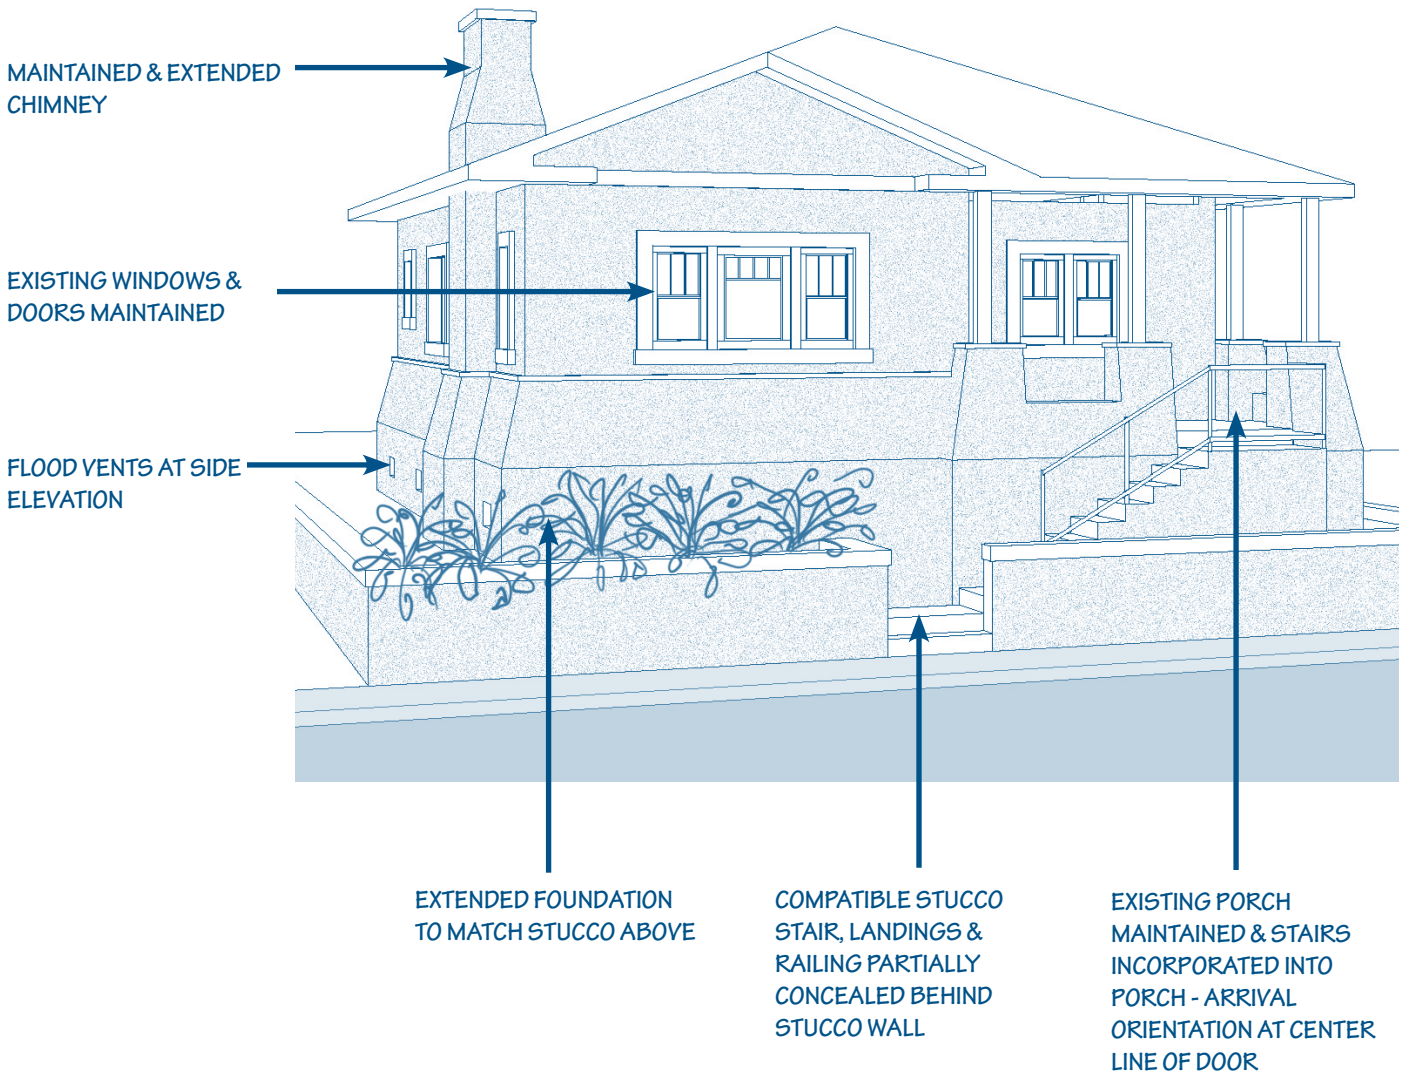 MAINTAINED & EXTENDED
CHIMNEY
EXISTING WINDOWS &
DOORS MAINTAINED
FLOOD VENTS AT SIDE
ELEVATION
EXTENDED FOUNDATION
TO MATCH STUCCO ABOVE
COMPATIBLE STUCCO
STAIR, LANDINGS &
RAILING PARTIALLY
CONCEALED BEHIND
STUCCO WALL
EXISTING PORCH
MAINTAINED & STAIRS
INCORPORATED INTO
PORCH - ARRIVAL
ORIENTATION AT CENTER
LINE OF DOOR